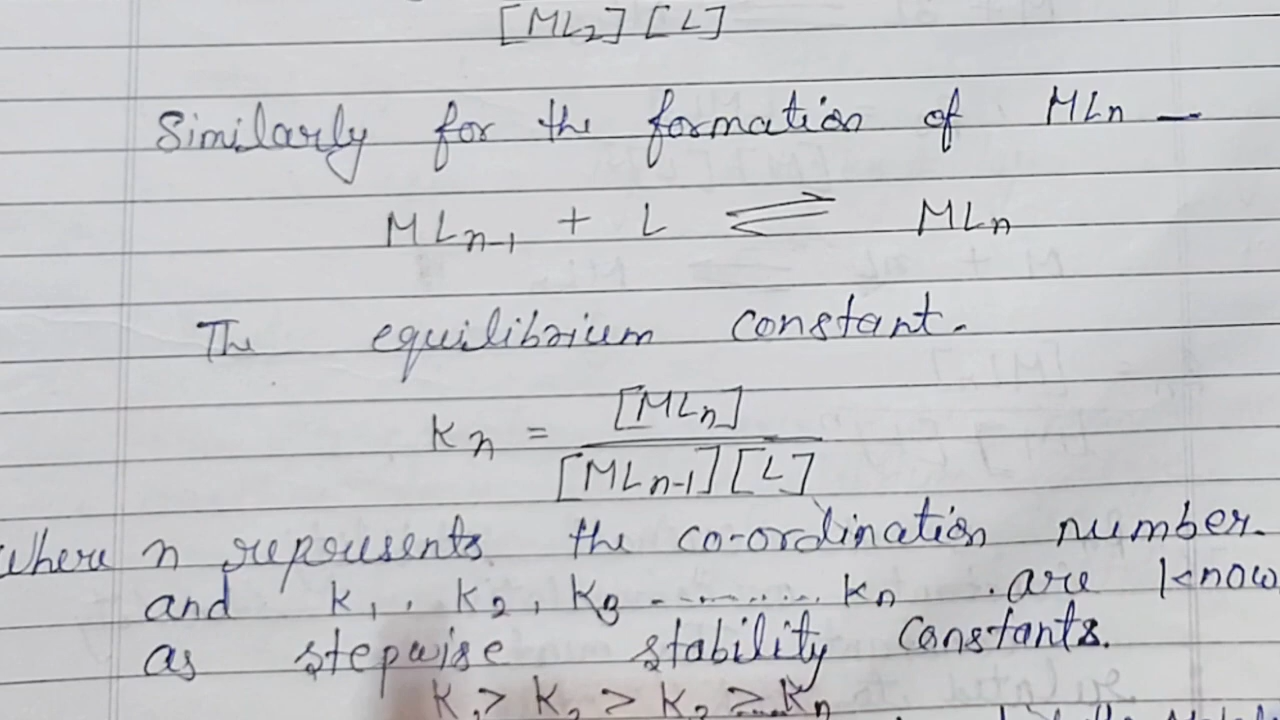 [ML₂] [L]
Similarly for the formation of MLn —
MLn-1 + L ⇌ MLn
The equilibrium constant.
Kn = [MLn]
[MLn-1] [L]
where n represents the co-ordination number.
and K₁, K₂, K₃ ............ Kn are know
as stepwise stability constants.
K₁ > K₂ > K₃ > ... Kn